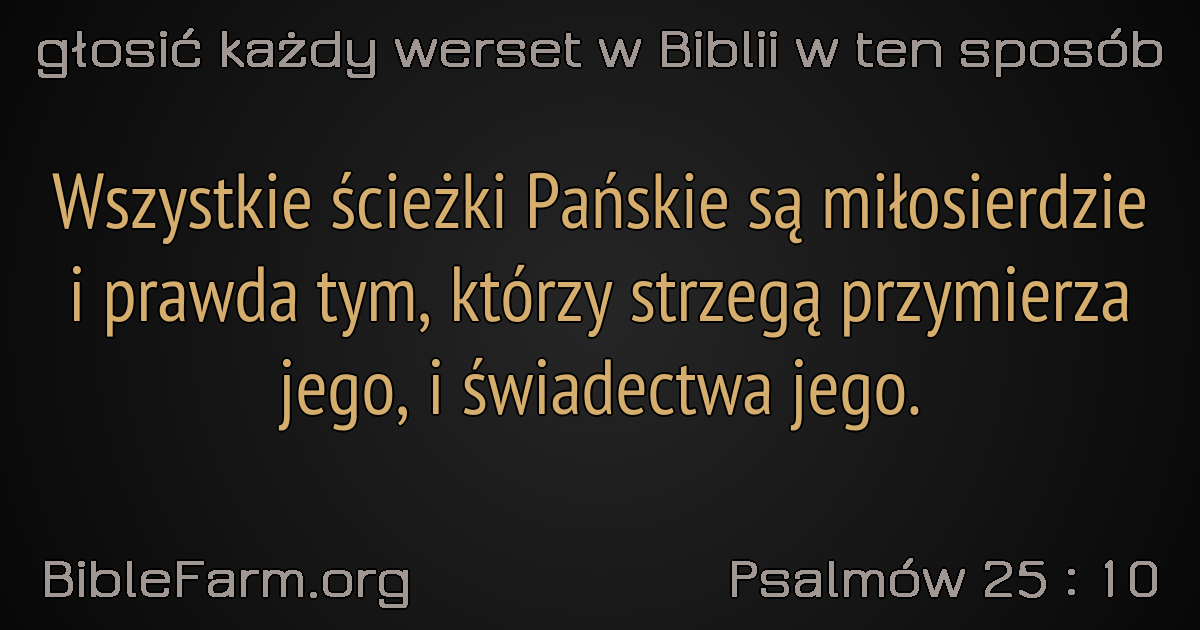 głosić każdy werset w Biblii w ten sposób
Wszystkie ścieżki Pańskie są miłosierdzie
i prawda tym, którzy strzegą przymierza
jego, i świadectwa jego.
BibleFarm.org
Psalmów 25 : 10